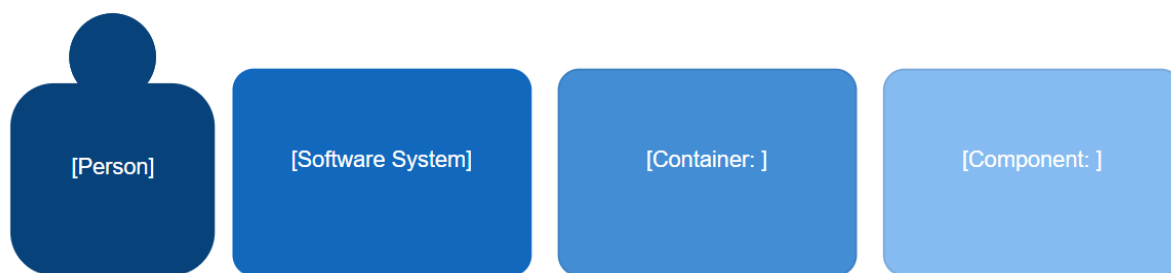 [Person]
[Software System]
[Container: ]
[Component: ]